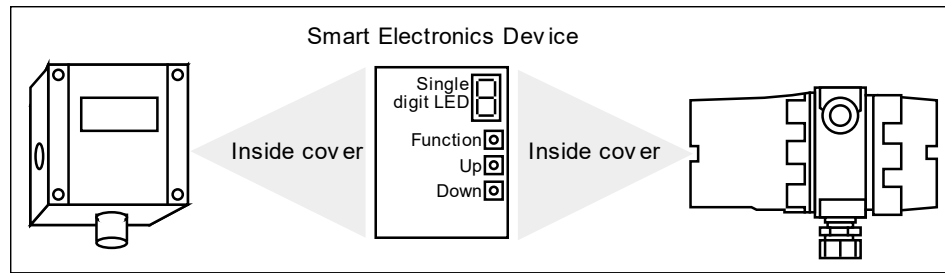 Smart Electronics Device
Single
digit LED
Inside cover
Function
Inside cover
Up
Down